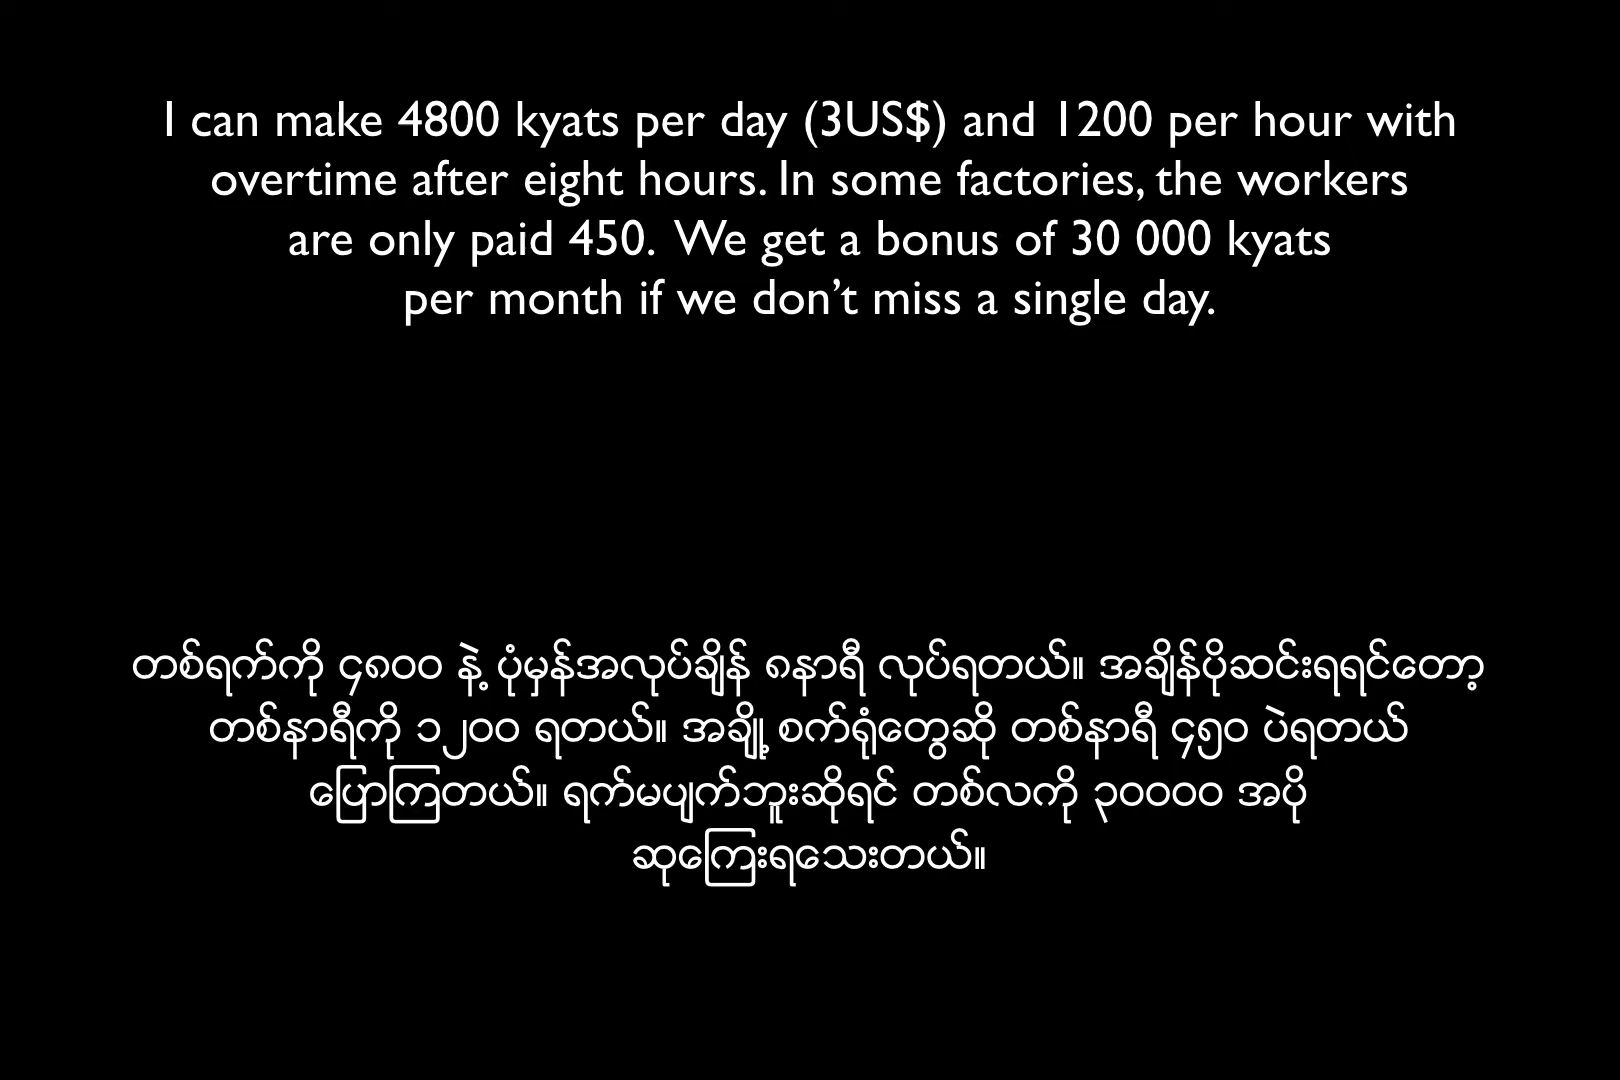 I can make 4800 kyats per day (3US$) and 1200 per hour with
overtime after eight hours. In some factories, the workers
are only paid 450. We get a bonus of 30 000 kyats
per month if we don’t miss a single day.
တစ်ရက်ကို ၄၈၀၀ နဲ့ ပုံမှန်အလုပ်ချိန် ၈နာရီ လုပ်ရတယ်။ အချိန်ပိုဆင်းရရင်တော့
တစ်နာရီကို ၁၂၀၀ ရတယ်။ အချို့ စက်ရုံတွေဆို တစ်နာရီ ၄၅၀ ပဲရတယ်
ပြောကြတယ်။ ရက်မပျက်ဘူးဆိုရင် တစ်လကို ၃၀၀၀၀ အပို
ဆုကြေးရသေးတယ်။